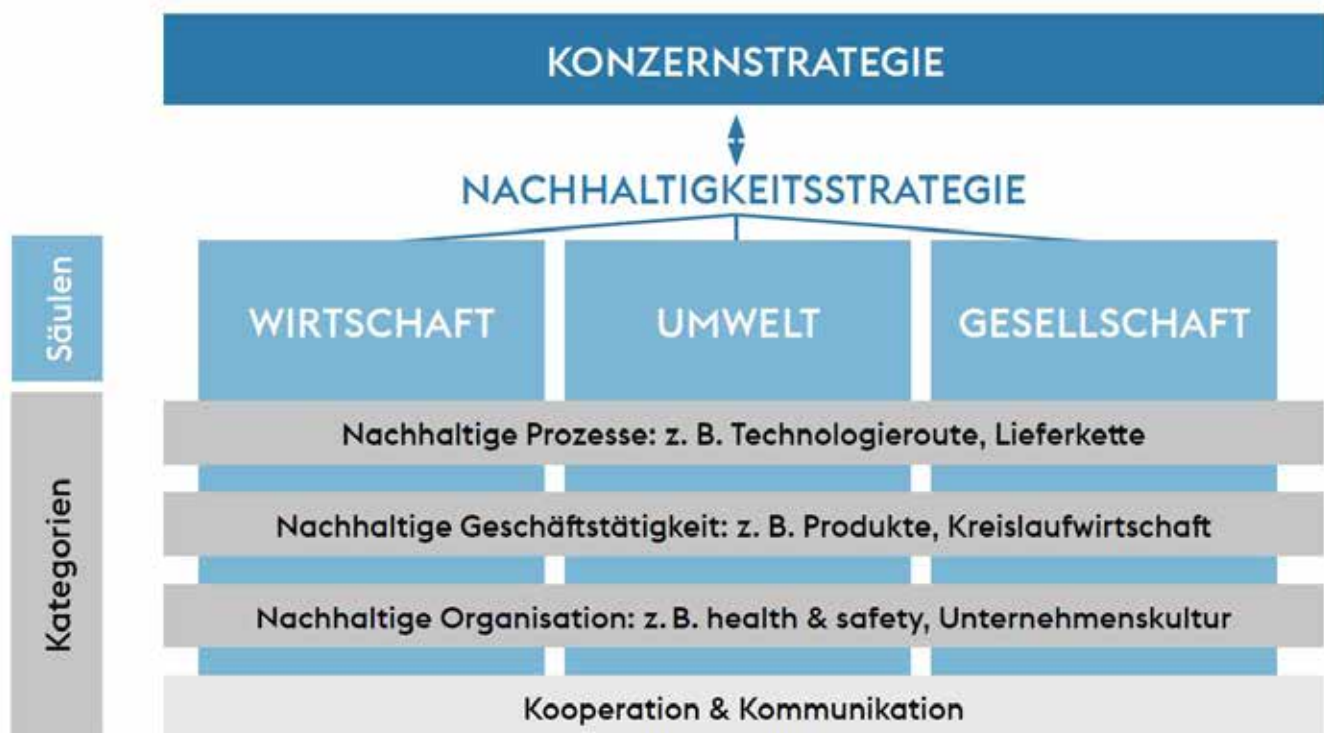 KONZERNSTRATEGIE
NACHHALTIGKEITSSTRATEGIE
Säulen
WIRTSCHAFT
UMWELT
GESELLSCHAFT
Kategorien
Nachhaltige Prozesse: z. B. Technologieroute, Lieferkette
Nachhaltige Geschäftstätigkeit: z. B. Produkte, Kreislaufwirtschaft
Nachhaltige Organisation: z. B. health & safety, Unternehmenskultur
Kooperation & Kommunikation